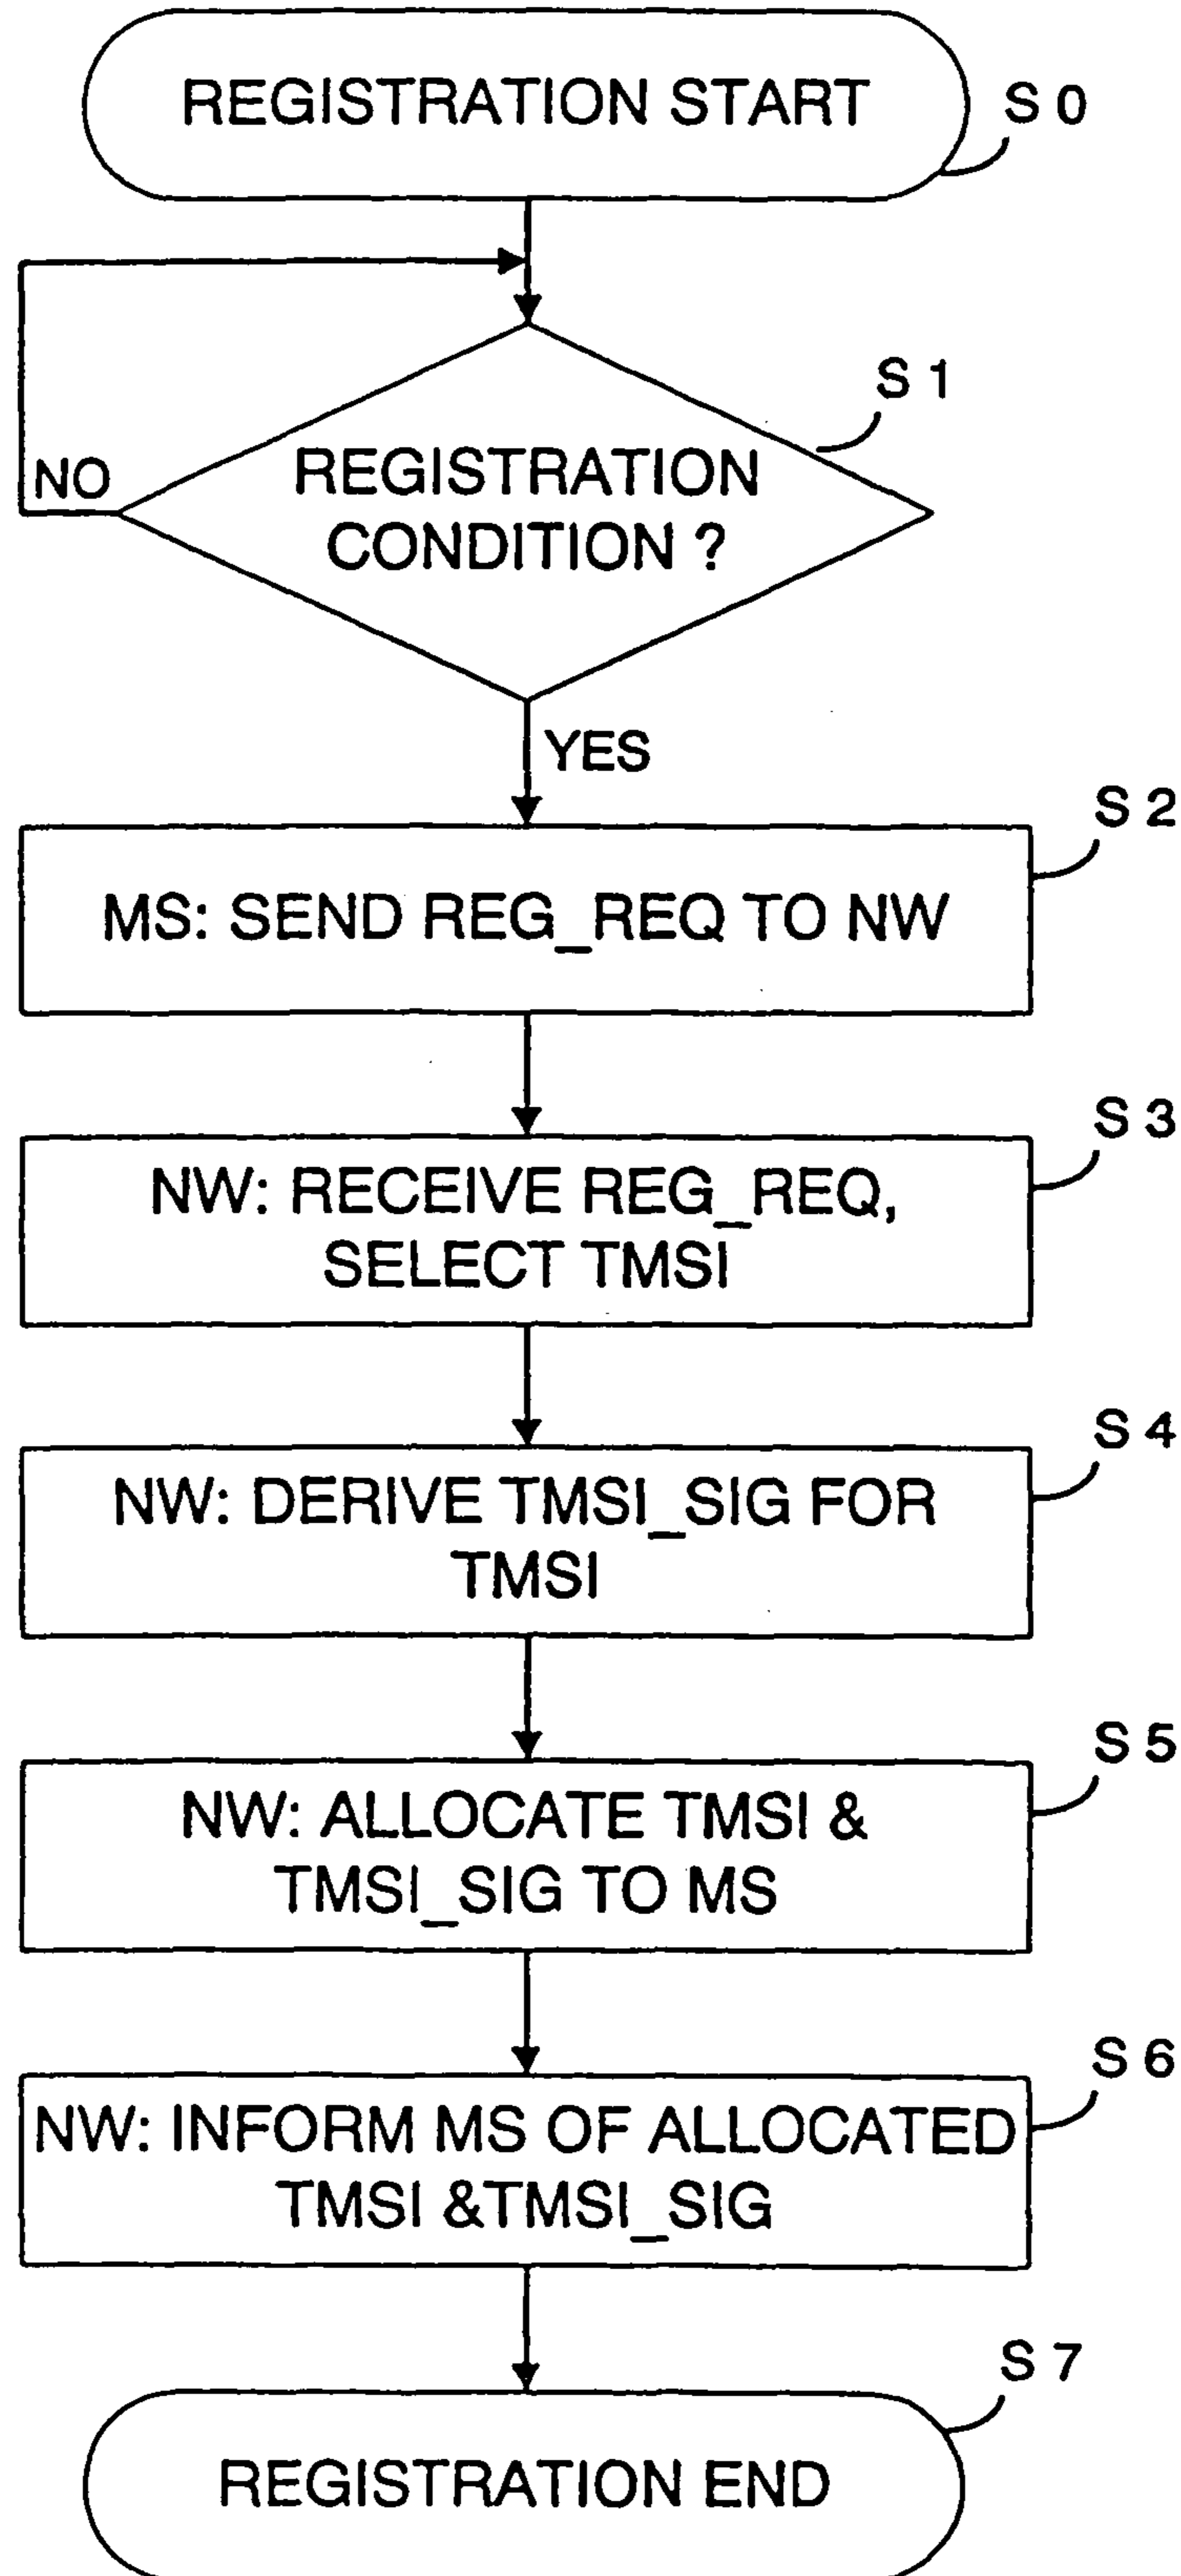 REGISTRATION START
S 0
S 1
REGISTRATION
CONDITION ?
NO
YES
S 2
MS: SEND REG_REQ TO NW
S 3
NW: RECEIVE REG_REQ,
SELECT TMSI
S 4
NW: DERIVE TMSI_SIG FOR
TMSI
S 5
NW: ALLOCATE TMSI &
TMSI_SIG TO MS
S 6
NW: INFORM MS OF ALLOCATED
TMSI &TMSI_SIG
S 7
REGISTRATION END